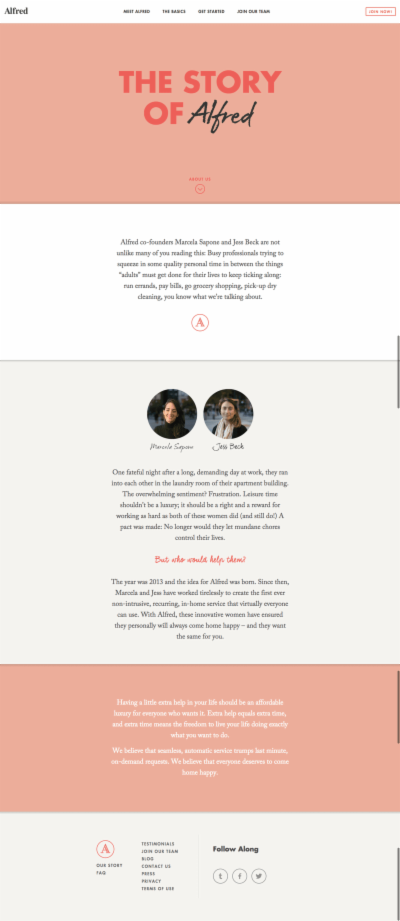 Alfred
MEET ALFRED THE BASICS GET STARTED JOIN OUR TEAM
JOIN NOW!
THE STORY
OF Alfred
ABOUT US
Alfred co-founders Marcela Sapone and Jess Beck are not
unlike many of you reading this: Busy professionals trying to
squeeze in some quality personal time in between the things
"adults" must get done for their lives to keep ticking along:
run errands, pay bills, go grocery shopping, pick-up dry
cleaning, you know what we're talking about.
A
Marcela Sapone Jess Beck
One fateful night after a long, demanding day at work, they ran
into each other in the laundry room of their apartment building.
The overwhelming sentiment? Frustration. Leisure time
shouldn't be a luxury; it should be a right and a reward for
working as hard as both of these women did (and still do!) A
pact was made: No longer would they let mundane chores
control their lives.
But who would help them?
The year was 2013 and the idea for Alfred was born. Since then,
Marcela and Jess have worked tirelessly to create the first ever
non-intrusive, recurring, in-home service that virtually everyone
can use. With Alfred, these innovative women have ensured
they personally will always come home happy – and they want
the same for you.
Having a little extra help in your life should be an affordable
luxury for everyone who wants it. Extra help equals extra time,
and extra time means the freedom to live your life doing exactly
what you want to do.
We believe that seamless, automatic service trumps last minute,
on-demand requests. We believe that everyone deserves to come
home happy.
A
OUR STORY
FAQ
TESTIMONIALS
JOIN OUR TEAM
BLOG
CONTACT US
PRESS
PRIVACY
TERMS OF USE
Follow Along